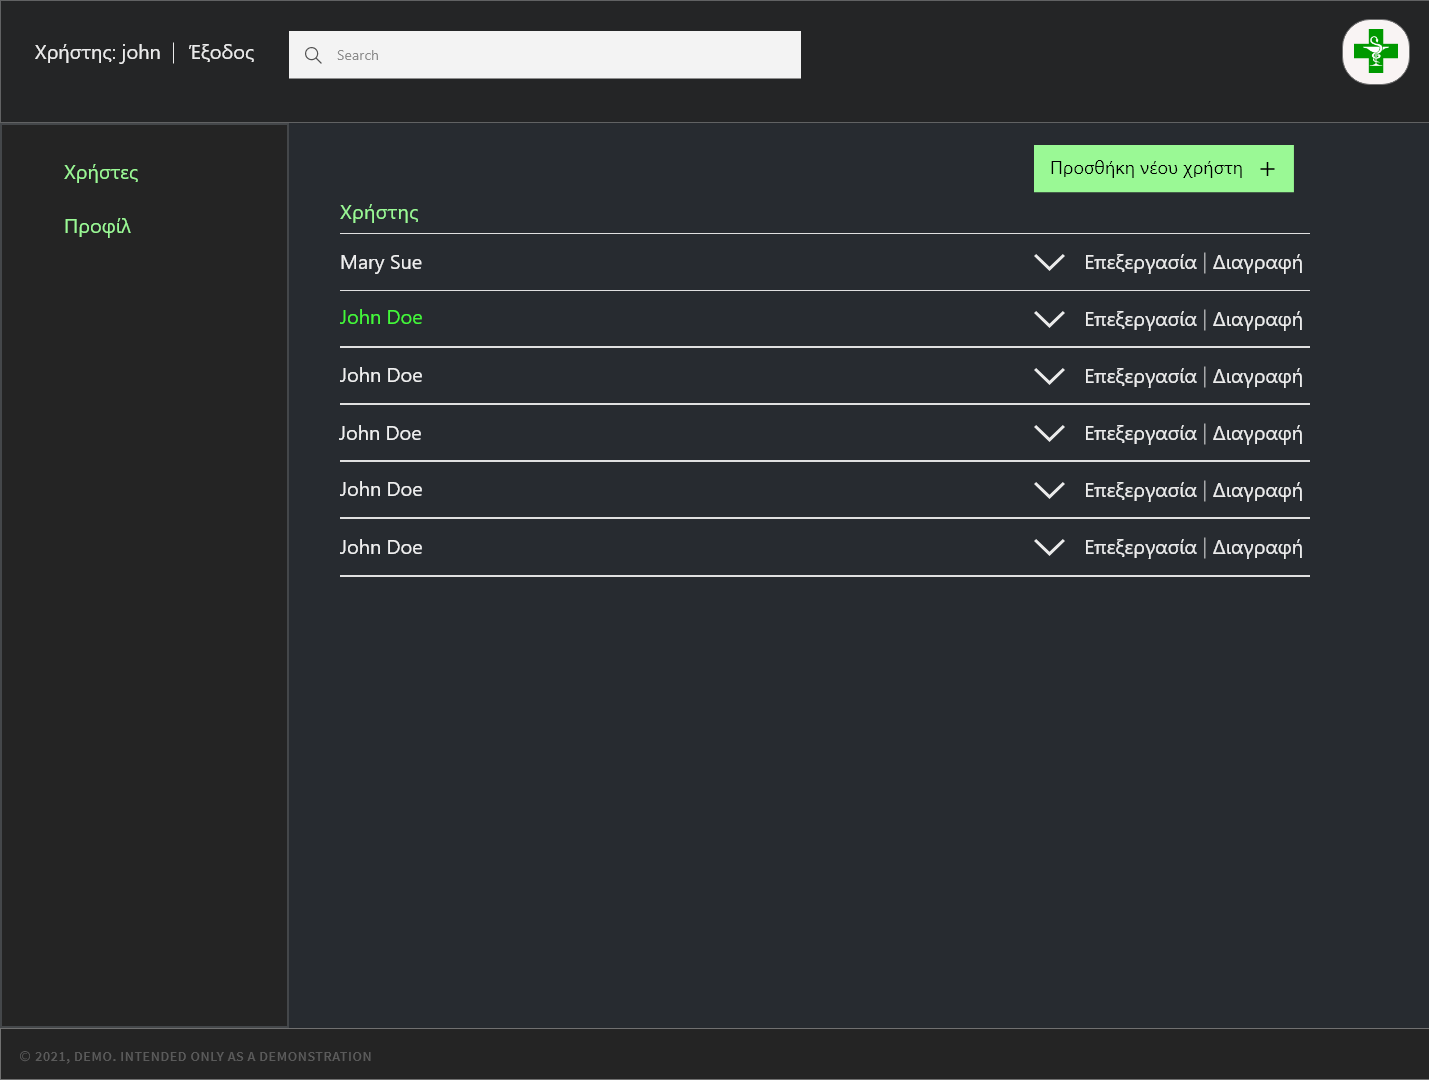 Χρήστης: john | Έξοδος
Search
Χρήστες
Προφίλ
Προσθήκη νέου χρήστη +
Χρήστης
Mary Sue Επεξεργασία | Διαγραφή
John Doe Επεξεργασία | Διαγραφή
John Doe Επεξεργασία | Διαγραφή
John Doe Επεξεργασία | Διαγραφή
John Doe Επεξεργασία | Διαγραφή
John Doe Επεξεργασία | Διαγραφή
© 2021, DEMO. INTENDED ONLY AS A DEMONSTRATION